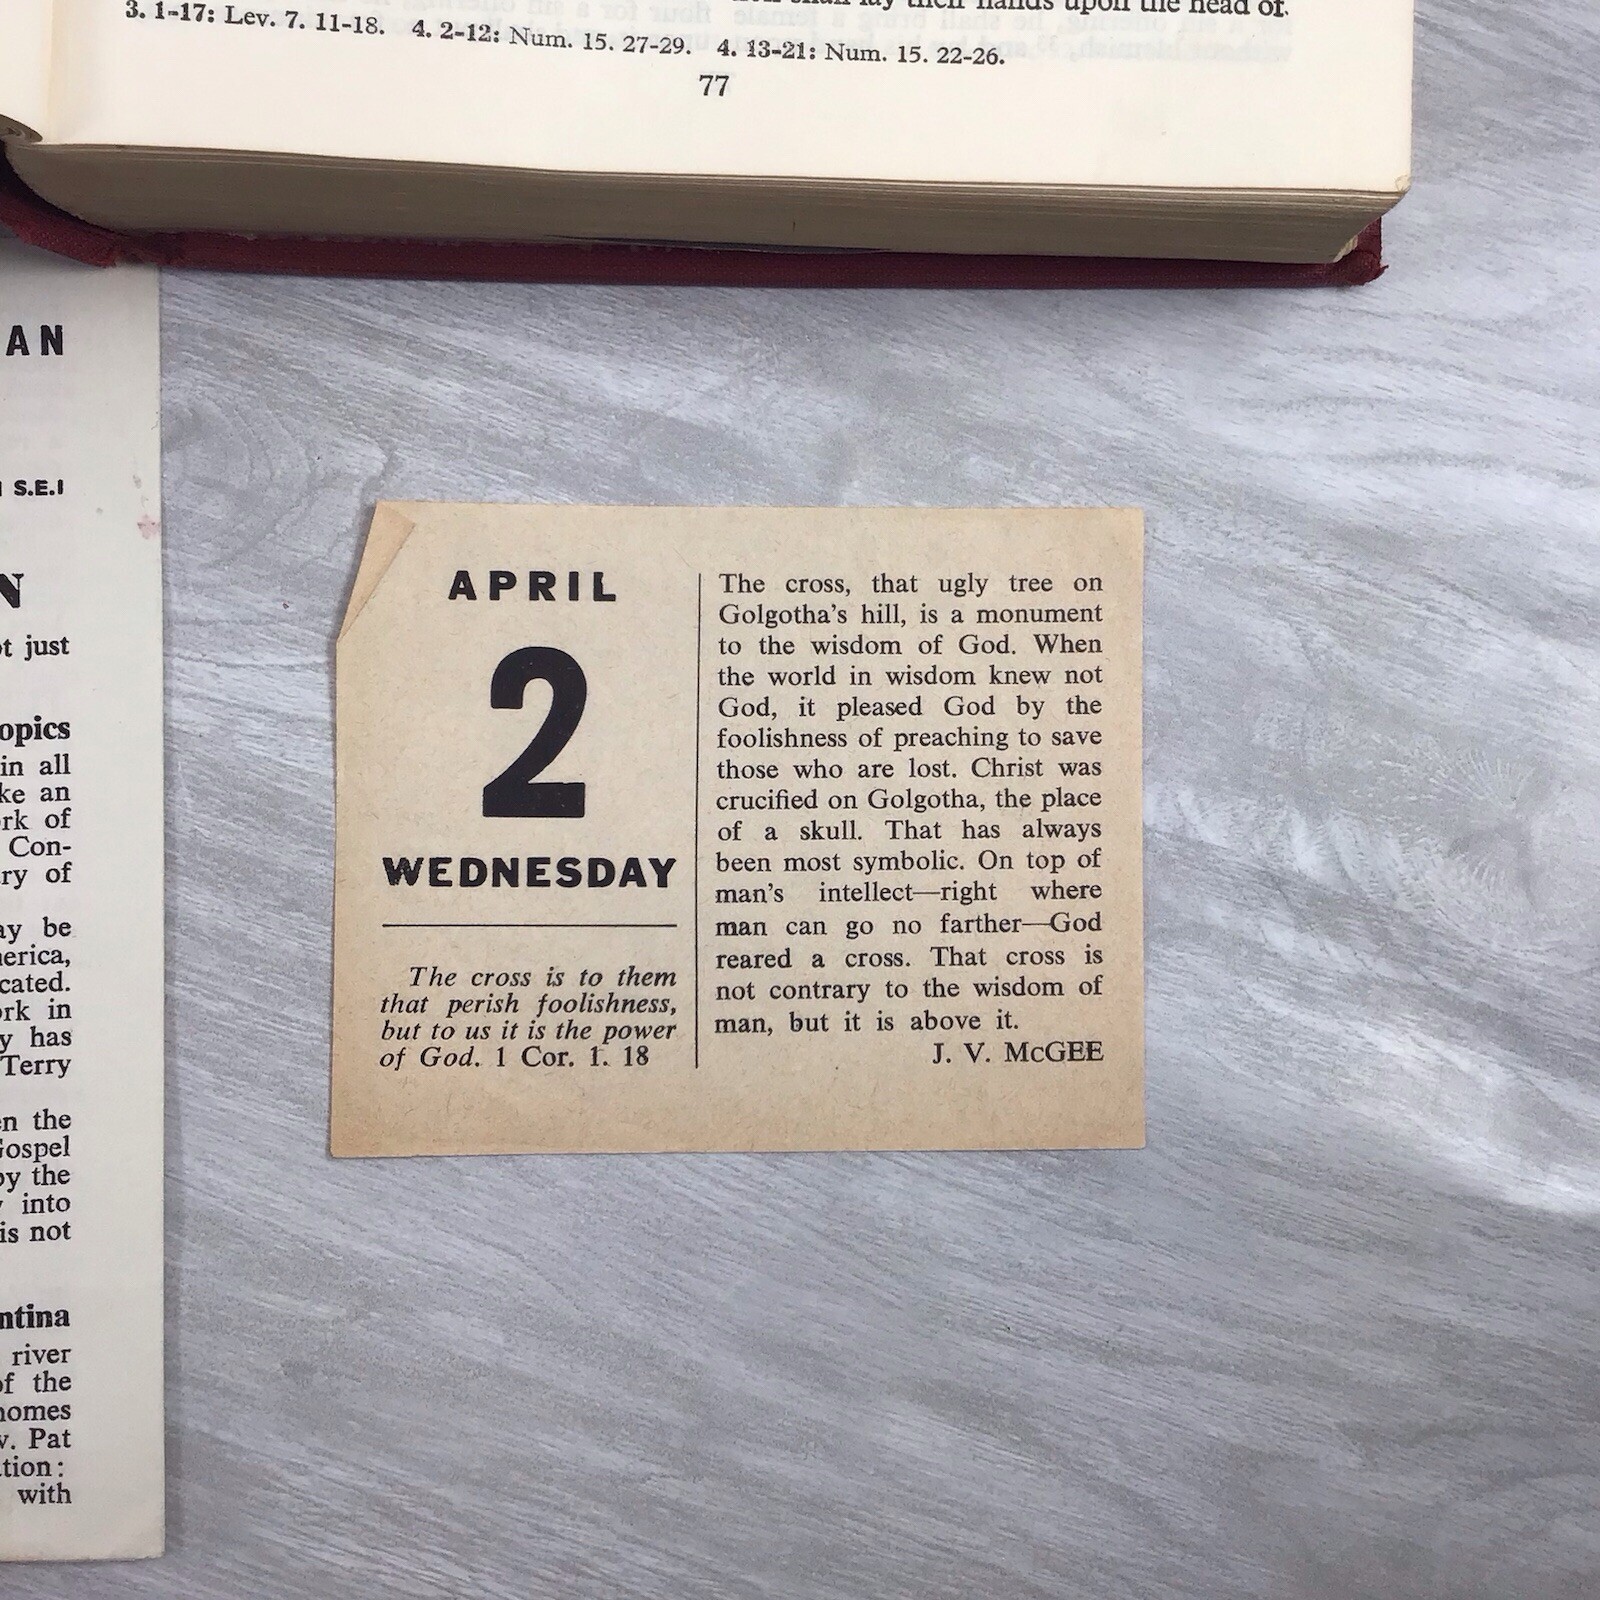 shall lay their hands upon the head of
3. 1-17: Lev. 7. 11-18. 4. 2-12: Num. 15. 27-29. 4. 13-21: Num. 15. 22-26.
77
AN
S.E.I
N
just
opics
in all
ke an
rk of
Con-
ry of
ay be
erica,
cated.
rk in
y has
Terry
en the
Gospel
by the
into
is not
ntina
river
of the
homes
v. Pat
tion:
with
APRIL
2
WEDNESDAY
The cross is to them
that perish foolishness,
but to us it is the power
of God. 1 Cor. 1. 18
The cross, that ugly tree on
Golgotha's hill, is a monument
to the wisdom of God. When
the world in wisdom knew not
God, it pleased God by the
foolishness of preaching to save
those who are lost. Christ was
crucified on Golgotha, the place
of a skull. That has always
been most symbolic. On top of
man's intellect—right where
man can go no farther—God
reared a cross. That cross is
not contrary to the wisdom of
man, but it is above it.
J. V. McGEE